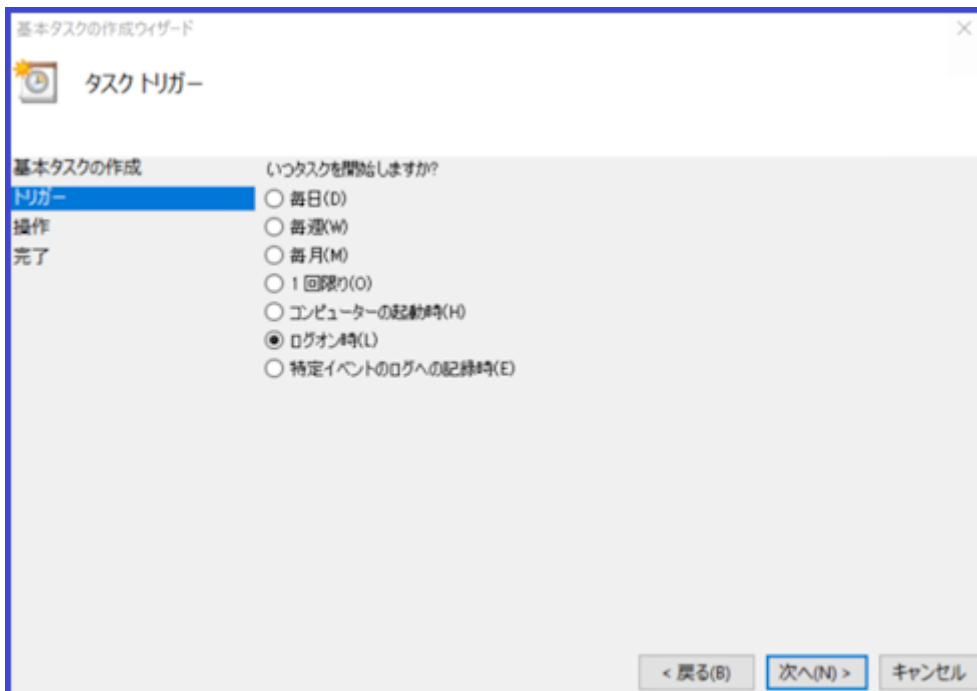 基本タスクの作成ウィザード
タスク トリガー
基本タスクの作成
トリガー
操作
完了
いつタスクを開始しますか?
毎日(D)
毎週(W)
毎月(M)
1 回限り(O)
コンピューターの起動時(H)
ログオン時(L)
特定イベントのログへの記録時(E)
< 戻る(B)
次へ(N) >
キャンセル